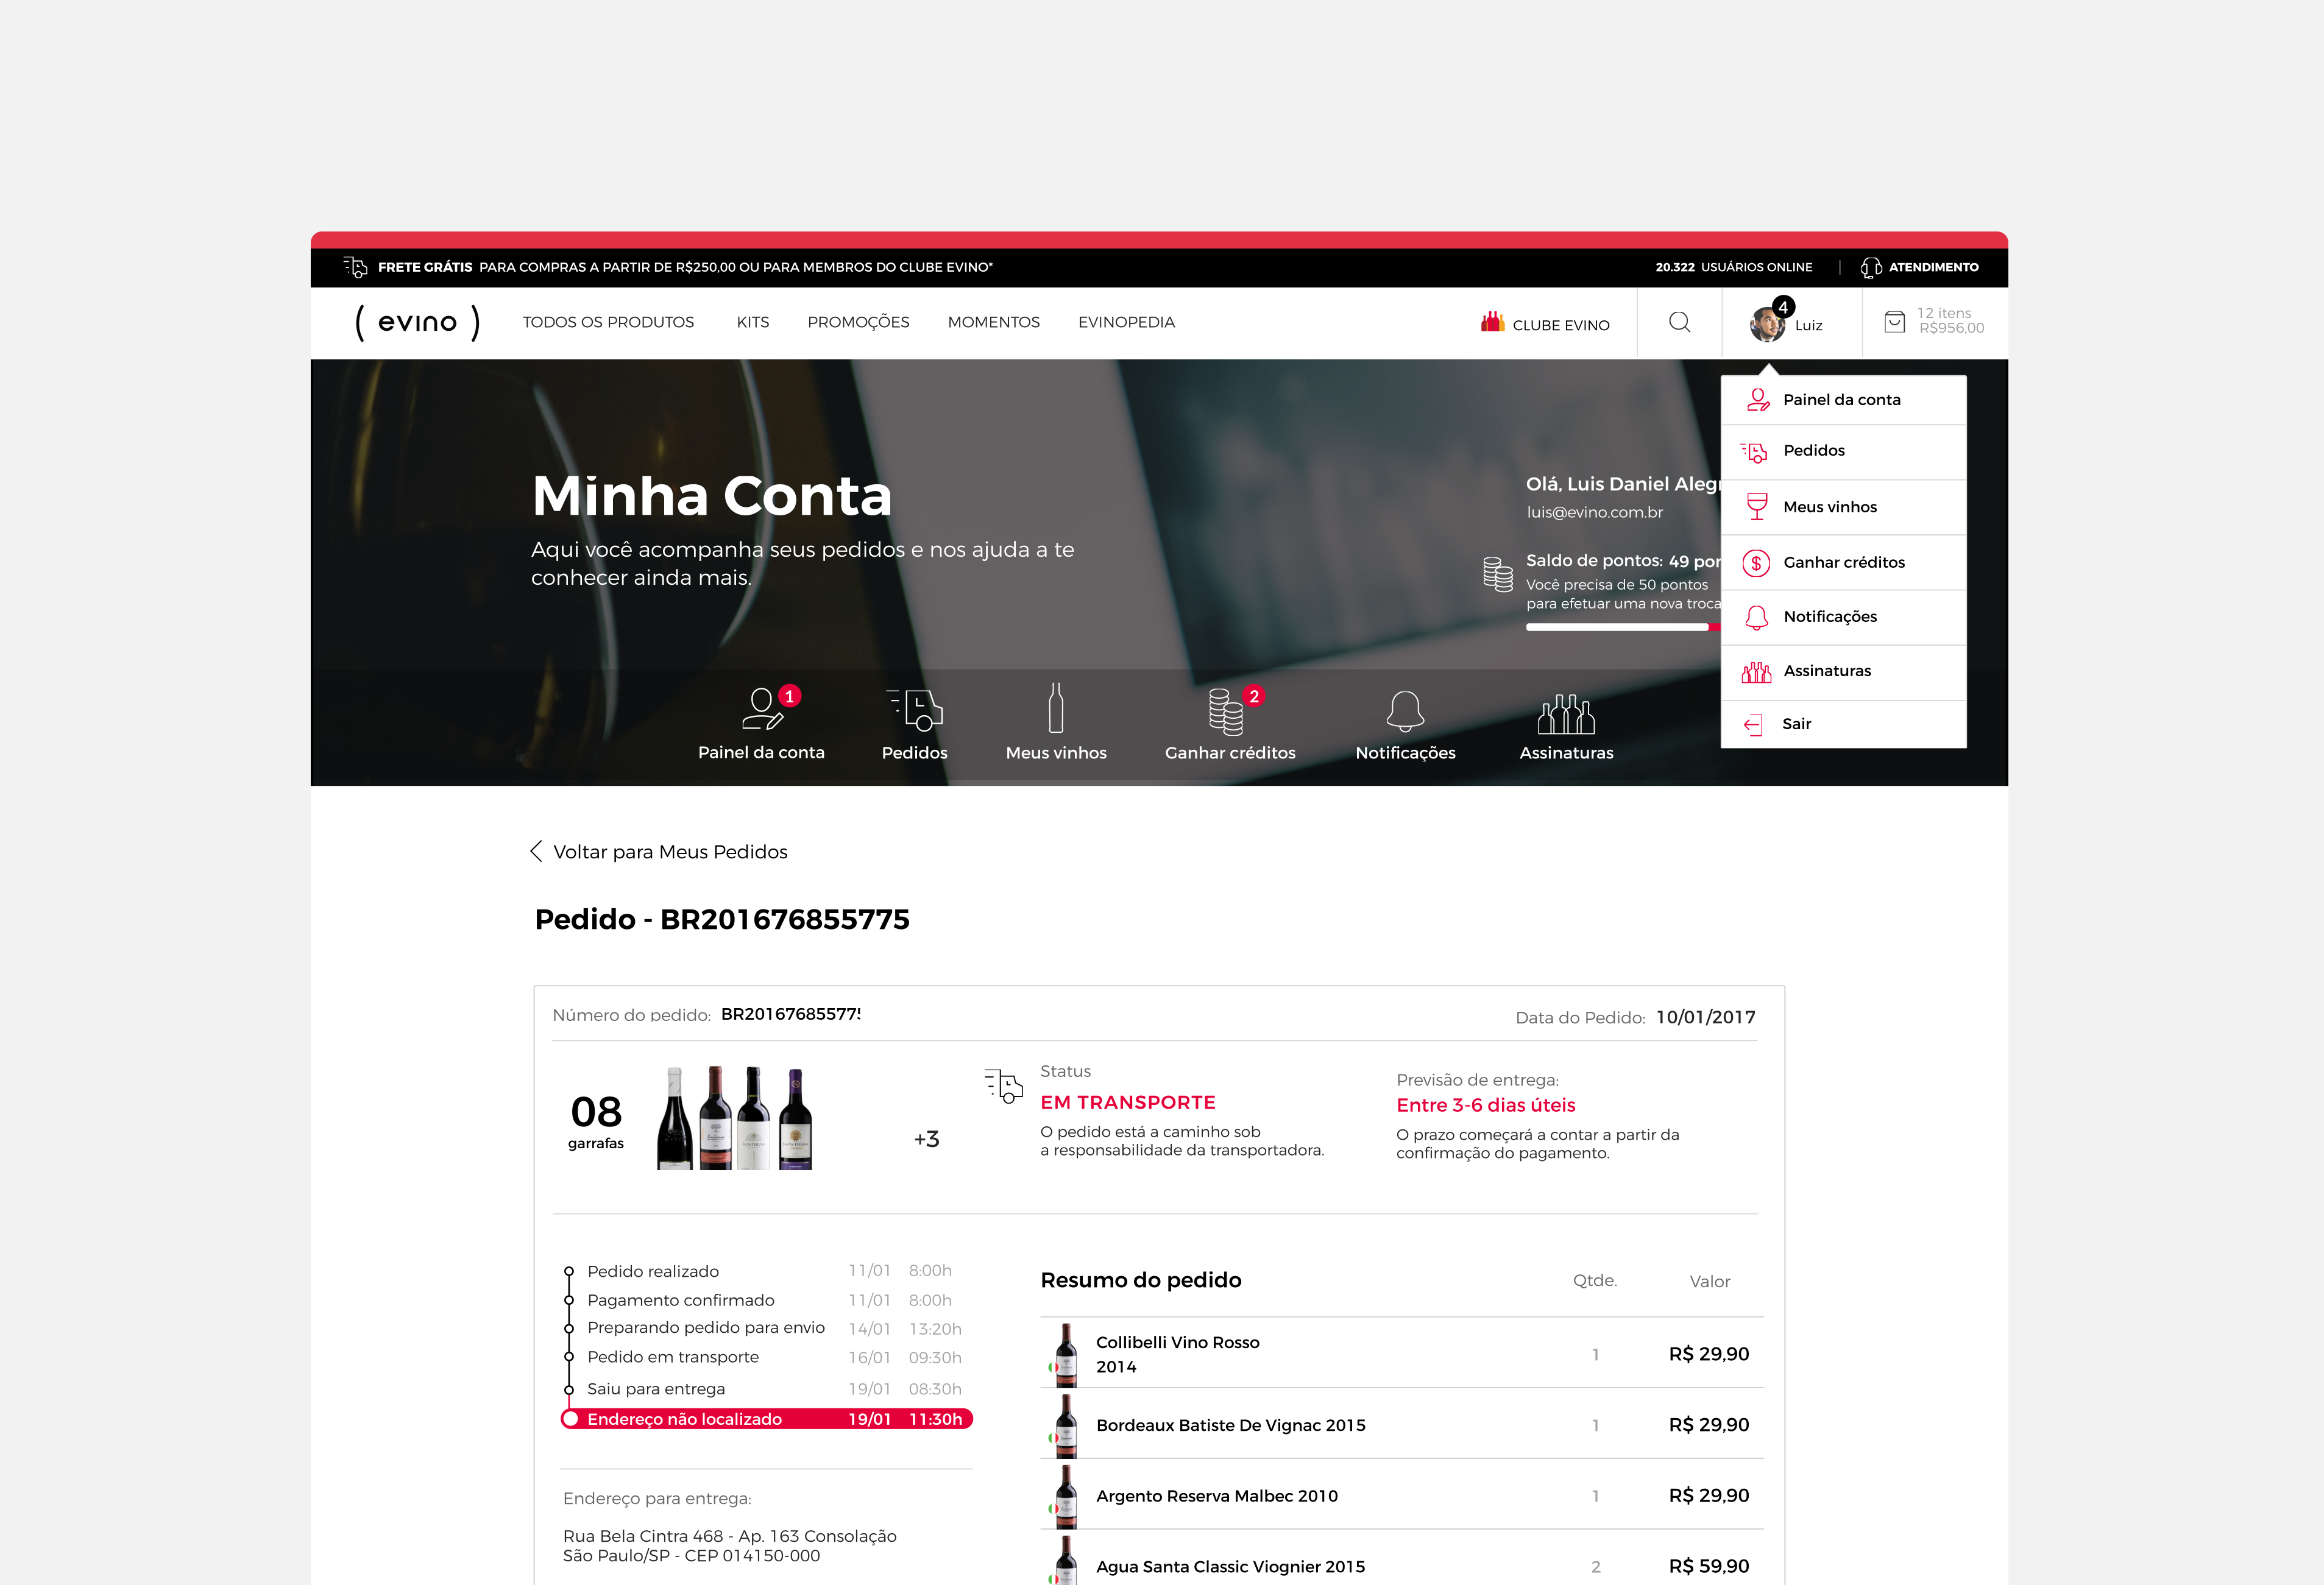 FRETE GRÁTIS PARA COMPRAS A PARTIR DE R$250,00 OU PARA MEMBROS DO CLUBE EVINO*
20.322 USUÁRIOS ONLINE | ATENDIMENTO
( evino )
TODOS OS PRODUTOS KITS PROMOÇÕES MOMENTOS EVINOPEDIA
CLUBE EVINO
4
Luiz
12 itens
R$956,00
Painel da conta
Pedidos
Meus vinhos
Ganhar créditos
Notificações
Assinaturas
Sair
Minha Conta
Aqui você acompanha seus pedidos e nos ajuda a te
conhecer ainda mais.
Olá, Luis Daniel Alegr
luis@evino.com.br
Saldo de pontos: 49 por
Você precisa de 50 pontos
para efetuar uma nova troca
1
2
Painel da conta Pedidos Meus vinhos Ganhar créditos Notificações Assinaturas
Voltar para Meus Pedidos
Pedido - BR201676855775
Número do pedido: BR201676855775
Data do Pedido: 10/01/2017
08
garrafas
+3
Status
EM TRANSPORTE
O pedido está a caminho sob
a responsabilidade da transportadora.
Previsão de entrega:
Entre 3-6 dias úteis
O prazo começará a contar a partir da
confirmação do pagamento.
Pedido realizado 11/01 8:00h
Pagamento confirmado 11/01 8:00h
Preparando pedido para envio 14/01 13:20h
Pedido em transporte 16/01 09:30h
Saiu para entrega 19/01 08:30h
Endereço não localizado 19/01 11:30h
Endereço para entrega:
Rua Bela Cintra 468 - Ap. 163 Consolação
São Paulo/SP - CEP 014150-000
Resumo do pedido Qtde. Valor
Collibelli Vino Rosso
2014
1 R$ 29,90
Bordeaux Batiste De Vignac 2015 1 R$ 29,90
Argento Reserva Malbec 2010 1 R$ 29,90
Agua Santa Classic Viognier 2015 2 R$ 59,90